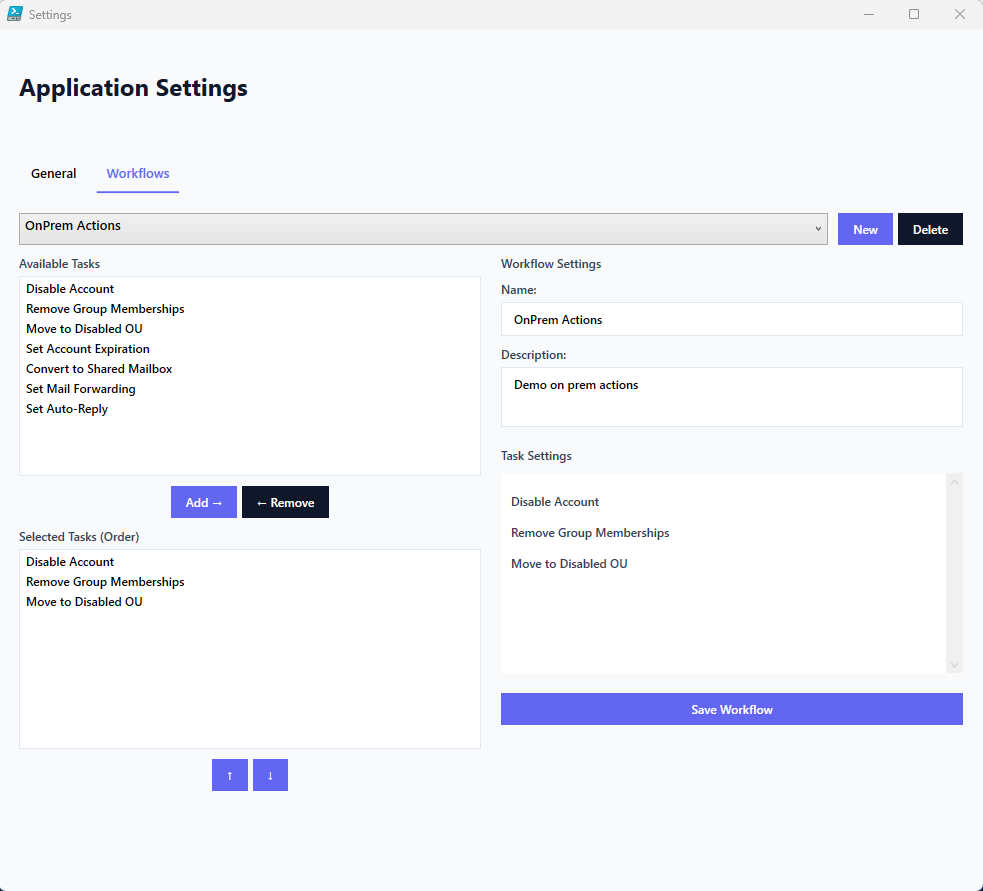 Settings
Application Settings
General
Workflows
OnPrem Actions
New
Delete
Available Tasks
Disable Account
Remove Group Memberships
Move to Disabled OU
Set Account Expiration
Convert to Shared Mailbox
Set Mail Forwarding
Set Auto-Reply
Add →
← Remove
Selected Tasks (Order)
Disable Account
Remove Group Memberships
Move to Disabled OU
↑
↓
Workflow Settings
Name:
OnPrem Actions
Description:
Demo on prem actions
Task Settings
Disable Account
Remove Group Memberships
Move to Disabled OU
Save Workflow